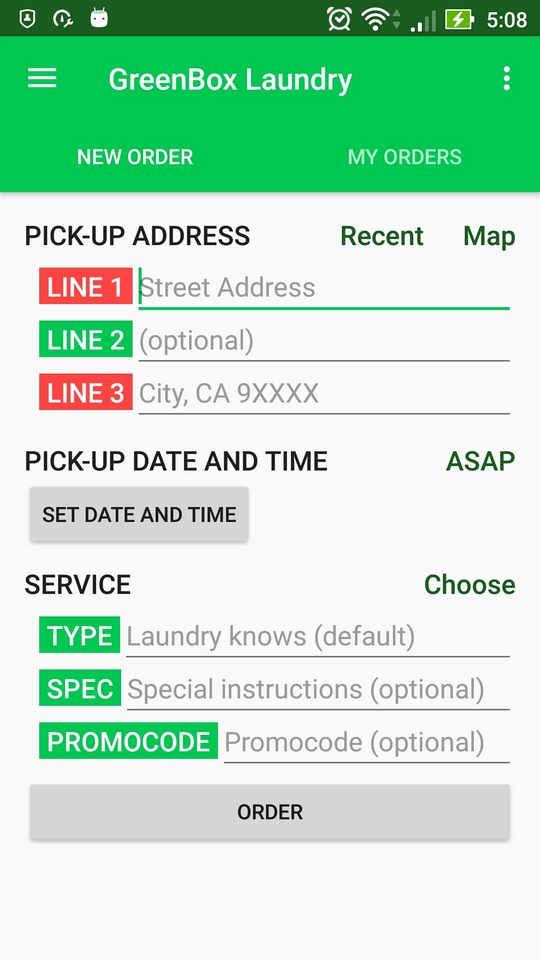 5:08
GreenBox Laundry
NEW ORDER MY ORDERS
PICK-UP ADDRESS Recent Map
LINE 1 Street Address
LINE 2 (optional)
LINE 3 City, CA 9XXXX
PICK-UP DATE AND TIME ASAP
SET DATE AND TIME
SERVICE Choose
TYPE Laundry knows (default)
SPEC Special instructions (optional)
PROMOCODE Promocode (optional)
ORDER